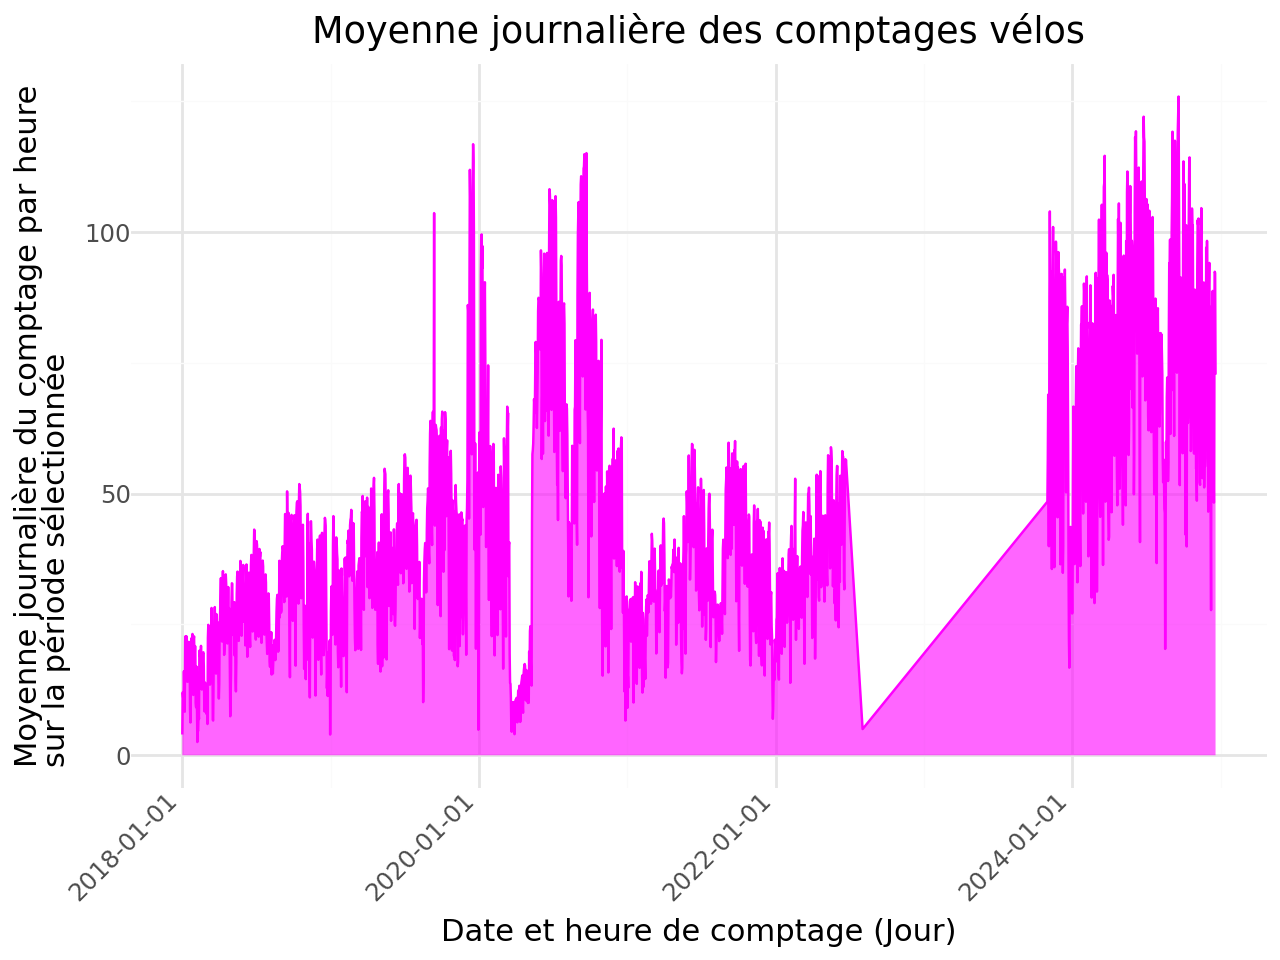 Moyenne journalière des comptages vélos
Moyenne journalière du comptage par heure
sur la période sélectionnée
100
50
0
2018-01-01
2020-01-01
2022-01-01
2024-01-01
Date et heure de comptage (Jour)